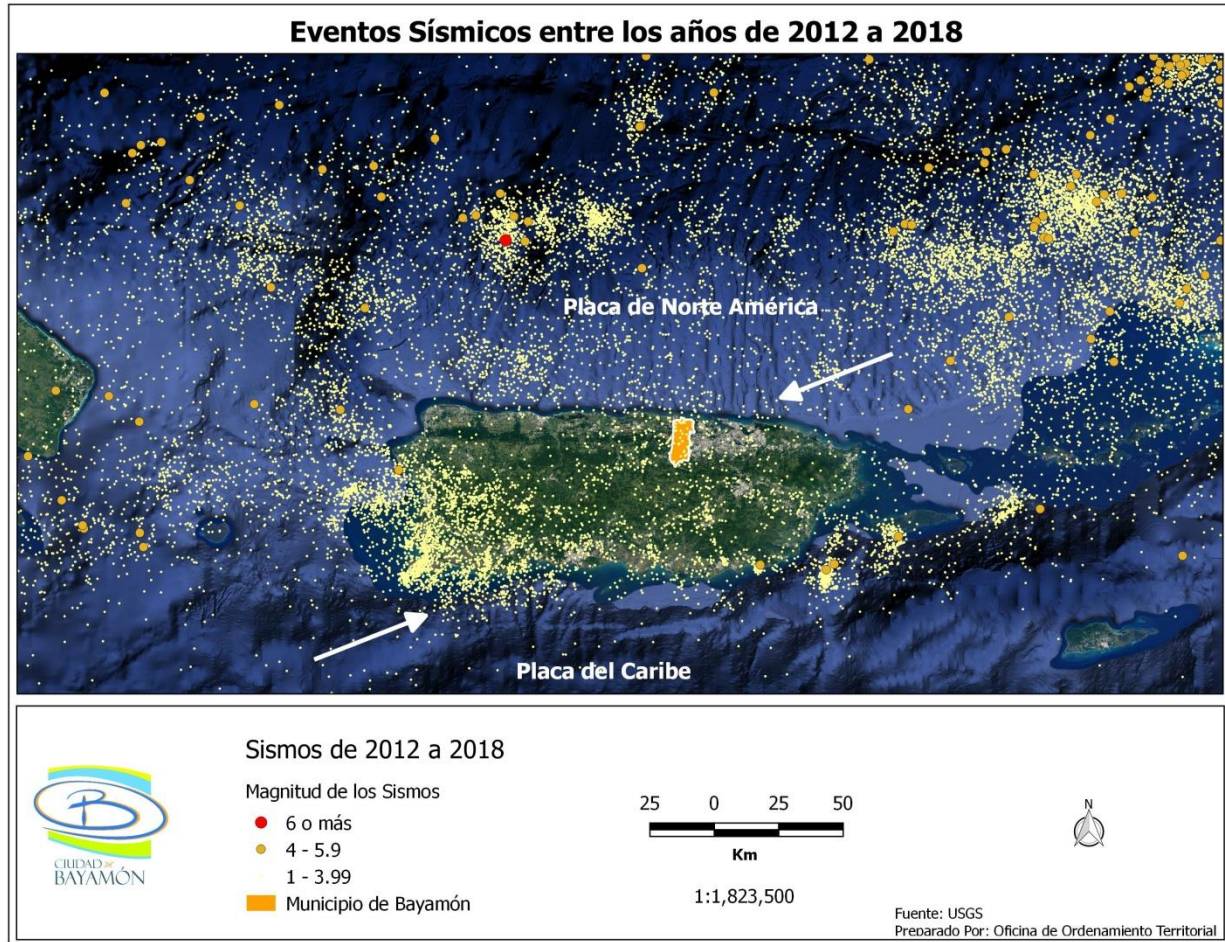 Eventos Sísmicos entre los años de 2012 a 2018
Placa de Norte América
Placa del Caribe
B
CIUDAD de
BAYAMÓN
Sismos de 2012 a 2018
Magnitud de los Sismos
6 o más
4 - 5.9
1 - 3.99
Municipio de Bayamón
25 0 25 50
Km
1:1,823,500
N
Fuente: USGS
Preparado Por: Oficina de Ordenamiento Territorial